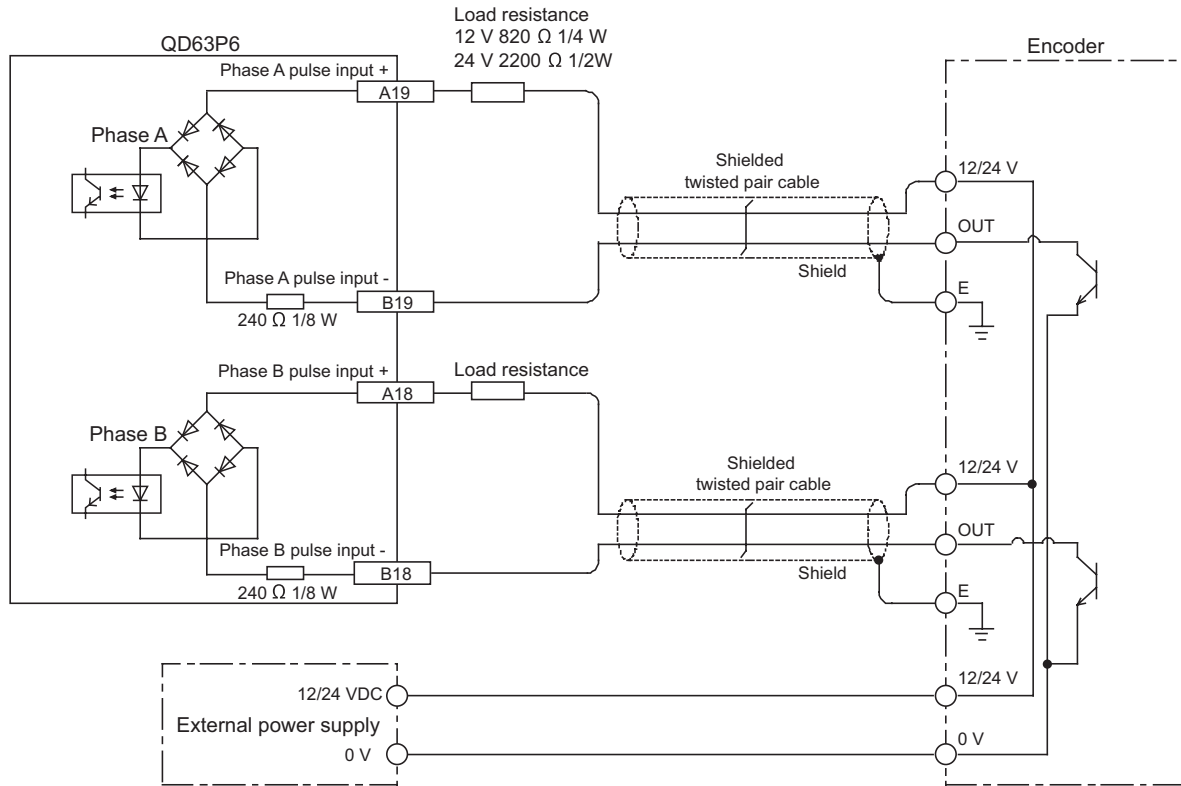 Load resistance
12 V 820 Ω 1/4 W
24 V 2200 Ω 1/2W
QD63P6
Encoder
Phase A pulse input +
A19
Phase A
Shielded
twisted pair cable
12/24 V
OUT
Shield
Phase A pulse input -
B19
E
240 Ω 1/8 W
Phase B pulse input +
A18
Load resistance
Phase B
Shielded
twisted pair cable
12/24 V
OUT
Phase B pulse input -
B18
Shield
240 Ω 1/8 W
E
12/24 VDC
12/24 V
External power supply
0 V
0 V